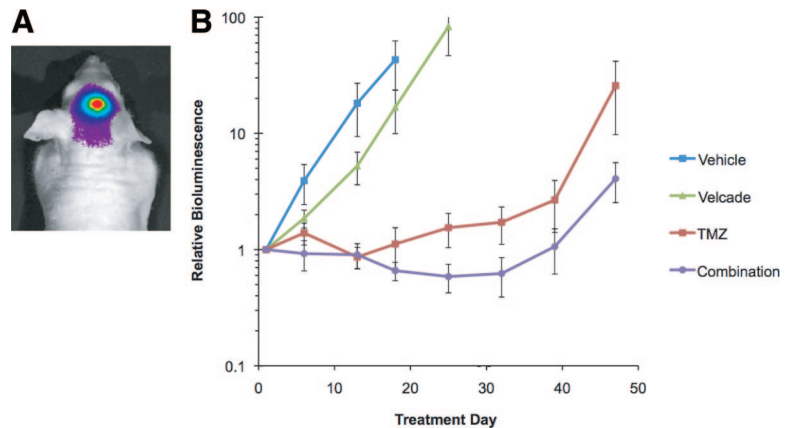 A
B
Relative Bioluminescence
100
10
1
0.1
0
10
20
30
40
50
Treatment Day
Vehicle
Velcade
TMZ
Combination